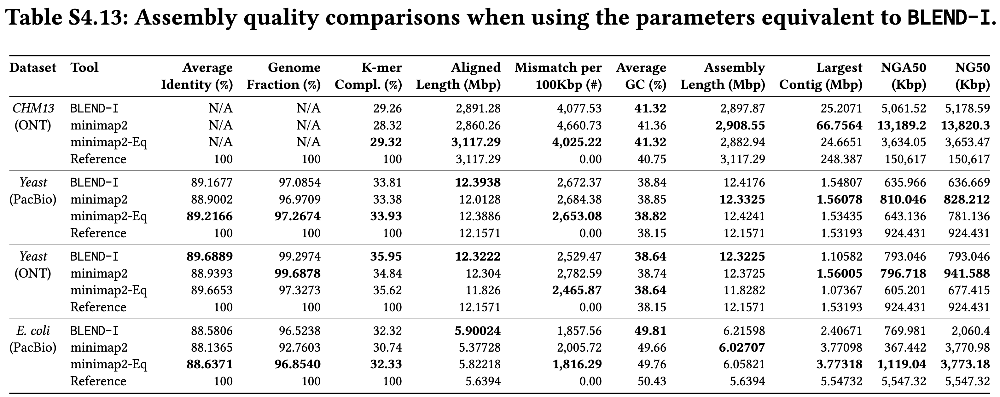 Table S4.13: Assembly quality comparisons when using the parameters equivalent to BLEND-I.
Dataset Tool Average Genome K-mer Aligned Mismatch per Average Assembly Largest NGA50 NG50
Identity (%) Fraction (%) Compl. (%) Length (Mbp) 100Kbp (#) GC (%) Length (Mbp) Contig (Mbp) (Kbp) (Kbp)
CHM13 BLEND-I N/A N/A 29.26 2,891.28 4,077.53 41.32 2,897.87 25.2071 5,061.52 5,178.59
(ONT) minimap2 N/A N/A 28.32 2,860.26 4,660.73 41.36 2,908.55 66.7564 13,189.2 13,820.3
minimap2-Eq N/A N/A 29.32 3,117.29 4,025.22 41.32 2,882.94 24.6651 3,634.05 3,653.47
Reference 100 100 100 3,117.29 0.00 40.75 3,117.29 248.387 150,617 150,617
Yeast BLEND-I 89.1677 97.0854 33.81 12.3938 2,672.37 38.84 12.4176 1.54807 635.966 636.669
(PacBio) minimap2 88.9002 96.9709 33.38 12.0128 2,684.38 38.85 12.3325 1.56078 810.046 828.212
minimap2-Eq 89.2166 97.2674 33.93 12.3886 2,653.08 38.82 12.4241 1.53435 643.136 781.136
Reference 100 100 100 12.1571 0.00 38.15 12.1571 1.53193 924.431 924.431
Yeast BLEND-I 89.6889 99.2974 35.95 12.3222 2,529.47 38.64 12.3225 1.10582 793.046 793.046
(ONT) minimap2 88.9393 99.6878 34.84 12.304 2,782.59 38.74 12.3725 1.56005 796.718 941.588
minimap2-Eq 89.6653 97.3273 35.62 11.826 2,465.87 38.64 11.8282 1.07367 605.201 677.415
Reference 100 100 100 12.1571 0.00 38.15 12.1571 1.53193 924.431 924.431
E. coli BLEND-I 88.5806 96.5238 32.32 5.90024 1,857.56 49.81 6.21598 2.40671 769.981 2,060.4
(PacBio) minimap2 88.1365 92.7603 30.74 5.37728 2,005.72 49.66 6.02707 3.77098 367.442 3,770.98
minimap2-Eq 88.6371 96.8540 32.33 5.82218 1,816.29 49.76 6.05821 3.77318 1,119.04 3,773.18
Reference 100 100 100 5.6394 0.00 50.43 5.6394 5.54732 5,547.32 5,547.32